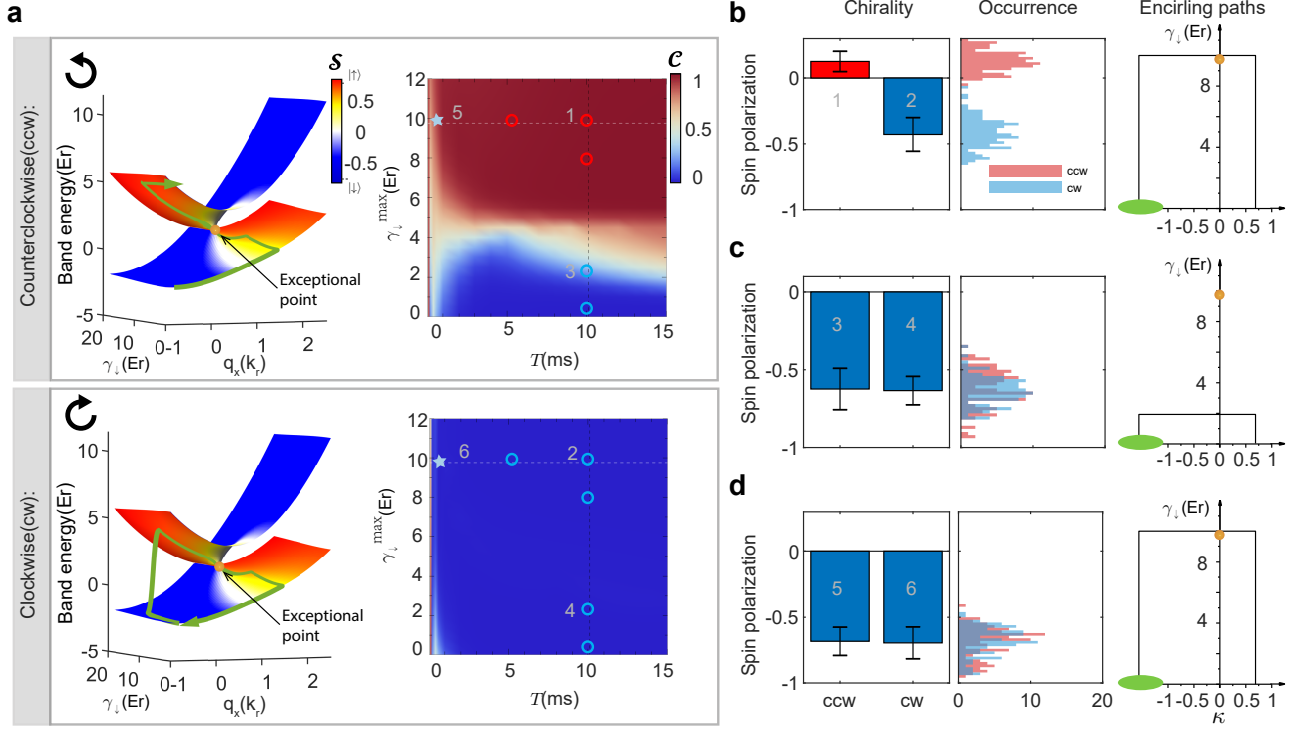 a
Counterclockwise(ccw):
Band energy(Er)
10
5
0
-5
20
10
0
-1
0
1
2
γ↓(Er)
q_x(k_r)
Exceptional
point
S
|↑⟩
0.5
0
-0.5
|↓⟩
γ↓^max(Er)
12
10
8
6
4
2
0
0
5
10
15
T(ms)
5
1
3
C
1
0.5
0
Clockwise(cw):
Band energy(Er)
10
5
0
-5
20
10
0
-1
0
1
2
γ↓(Er)
q_x(k_r)
Exceptional
point
γ↓^max(Er)
12
10
8
6
4
2
0
0
5
10
15
T(ms)
6
2
4
b
Chirality
Occurrence
Encirling paths
Spin polarization
0
-0.5
-1
1
2
ccw
cw
γ↓(Er)
8
4
-1
-0.5
0.5
1
c
Spin polarization
0
-0.5
-1
3
4
γ↓(Er)
8
4
-1
-0.5
0.5
1
d
Spin polarization
0
-0.5
-1
5
6
ccw
cw
0
10
20
γ↓(Er)
8
4
-1
-0.5
0.5
1
κ